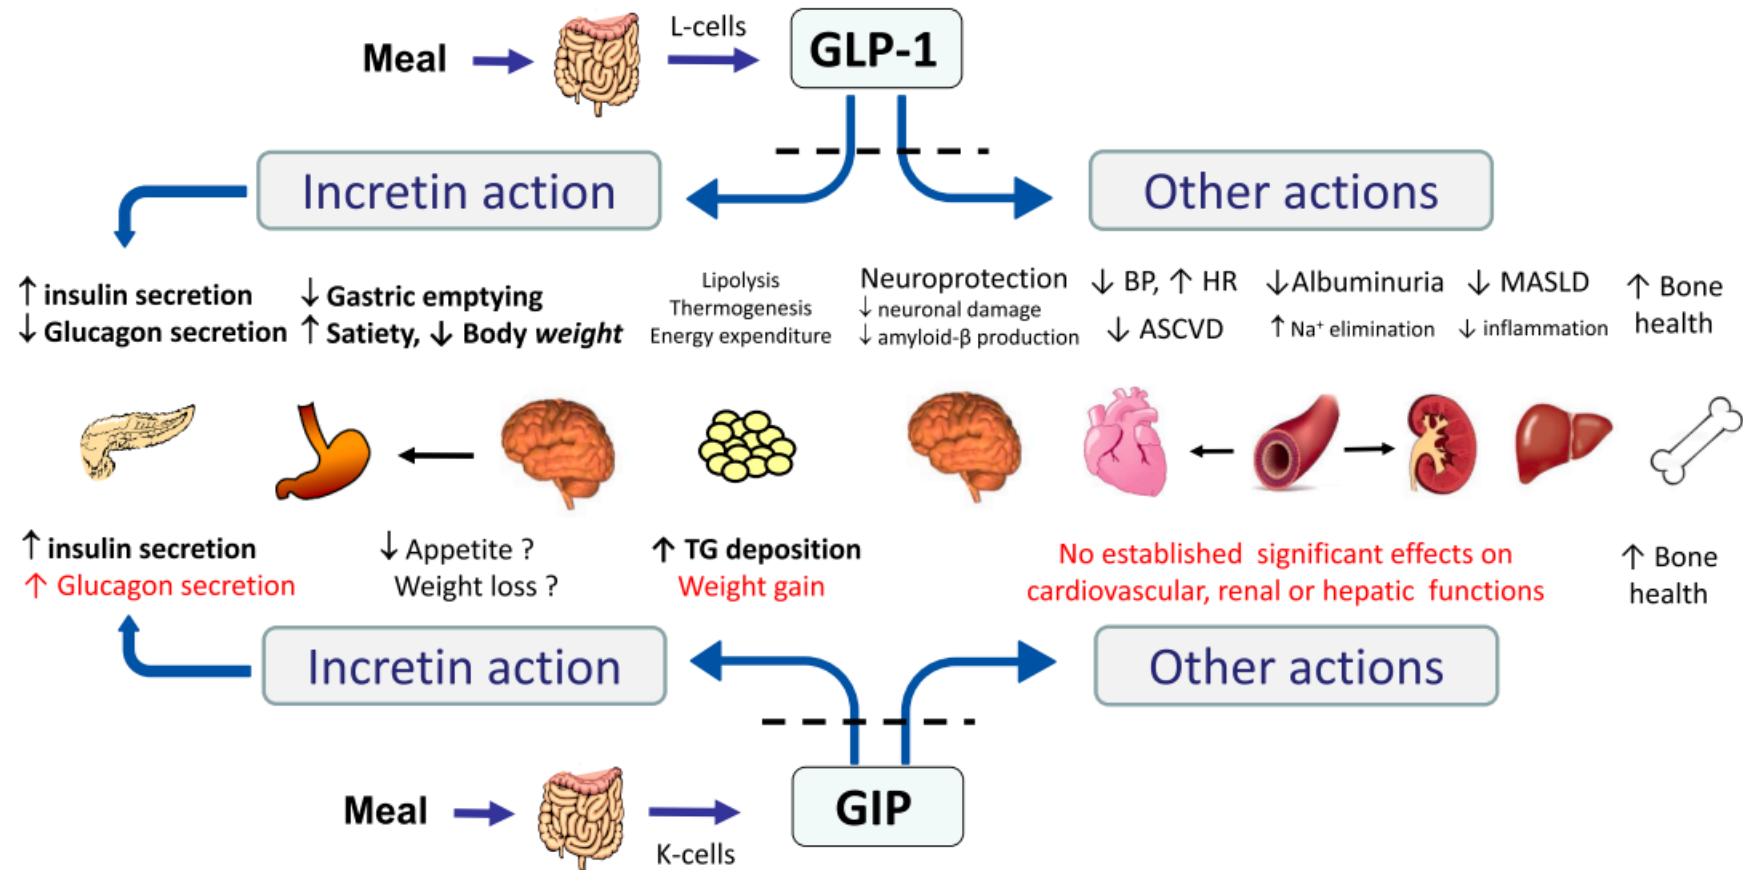 Meal
L-cells
GLP-1
Incretin action
Other actions
↑ insulin secretion
↓ Glucagon secretion
↓ Gastric emptying
↑ Satiety, ↓ Body weight
Lipolysis
Thermogenesis
Energy expenditure
Neuroprotection
↓ neuronal damage
↓ amyloid-β production
↓ BP, ↑ HR
↓ ASCVD
↓Albuminuria
↑ Na⁺ elimination
↓ MASLD
↓ inflammation
↑ Bone
health
↑ insulin secretion
↑ Glucagon secretion
↓ Appetite ?
Weight loss ?
↑ TG deposition
Weight gain
No established significant effects on
cardiovascular, renal or hepatic functions
↑ Bone
health
Incretin action
Other actions
Meal
K-cells
GIP